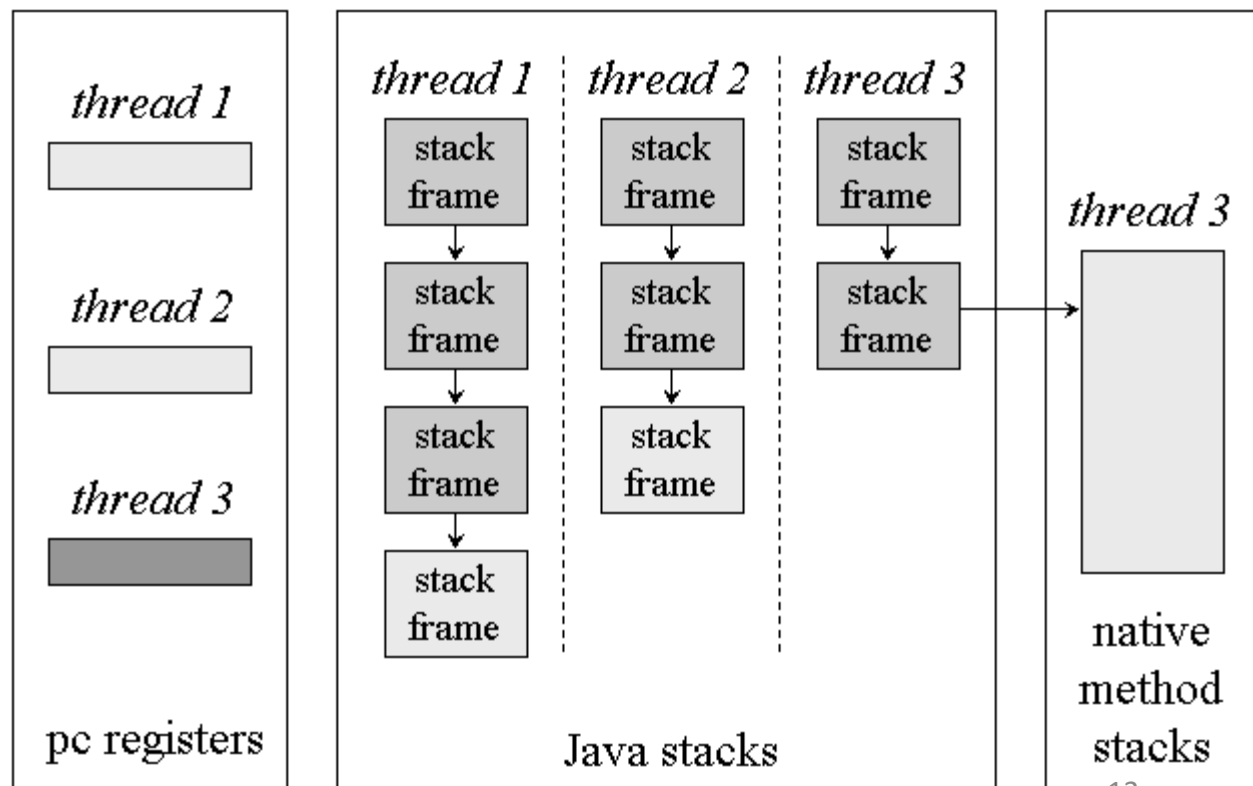 thread 1
thread 2
thread 3
pc registers
thread 1
stack
frame
stack
frame
stack
frame
stack
frame
thread 2
stack
frame
stack
frame
stack
frame
thread 3
stack
frame
stack
frame
Java stacks
thread 3
native
method
stacks